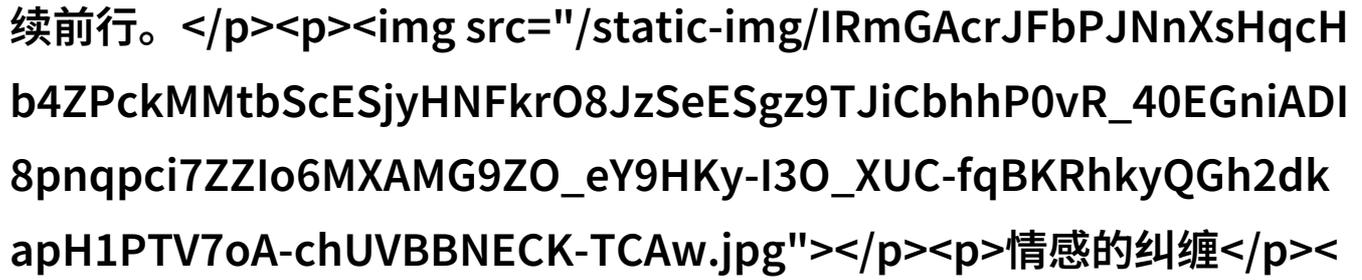 续前行。</p><p><img src="/static-img/IRmGAcrJFbPJNnXsHqcH
b4ZPckMMtbScESjyHNFkrO8JzSeESgz9TJiCbhhP0vR_40EGniADI
8pnqpci7ZZIo6MXAMG9ZO_eY9HKy-I3O_XUC-fqBKRhkyQGh2dk
apH1PTV7oA-chUVBBNECK-TCAw.jpg"></p><p>情感的纠缠</p><